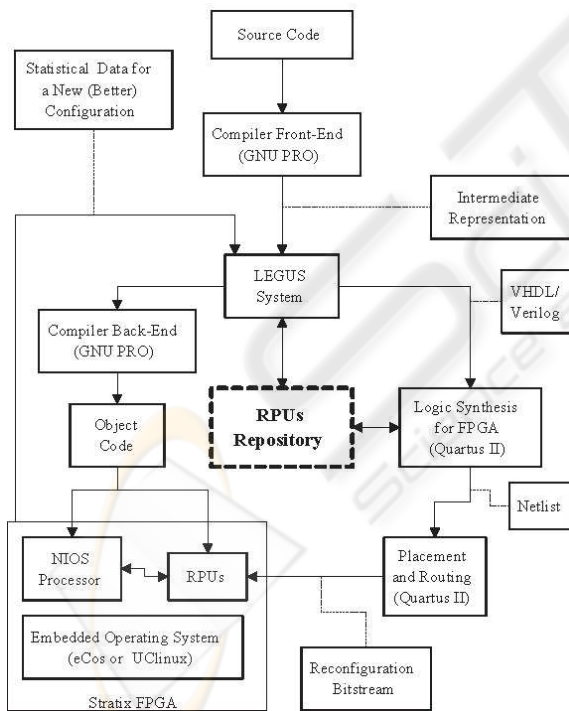 Source Code
Statistical Data for
a New (Better)
Configuration
Compiler Front-End
(GNU PRO)
Intermediate
Representation
LEGUS
System
VHDL/
Verilog
Compiler Back-End
(GNU PRO)
RPUs
Repository
Logic Synthesis
for FPGA
(Quartus II)
Object
Code
Netlist
NIOS
Processor
RPUs
Placement
and Routing
(Quartus II)
Embedded Operating System
(eCos or UClinux)
Reconfiguration
Bitstream
Stratix FPGA